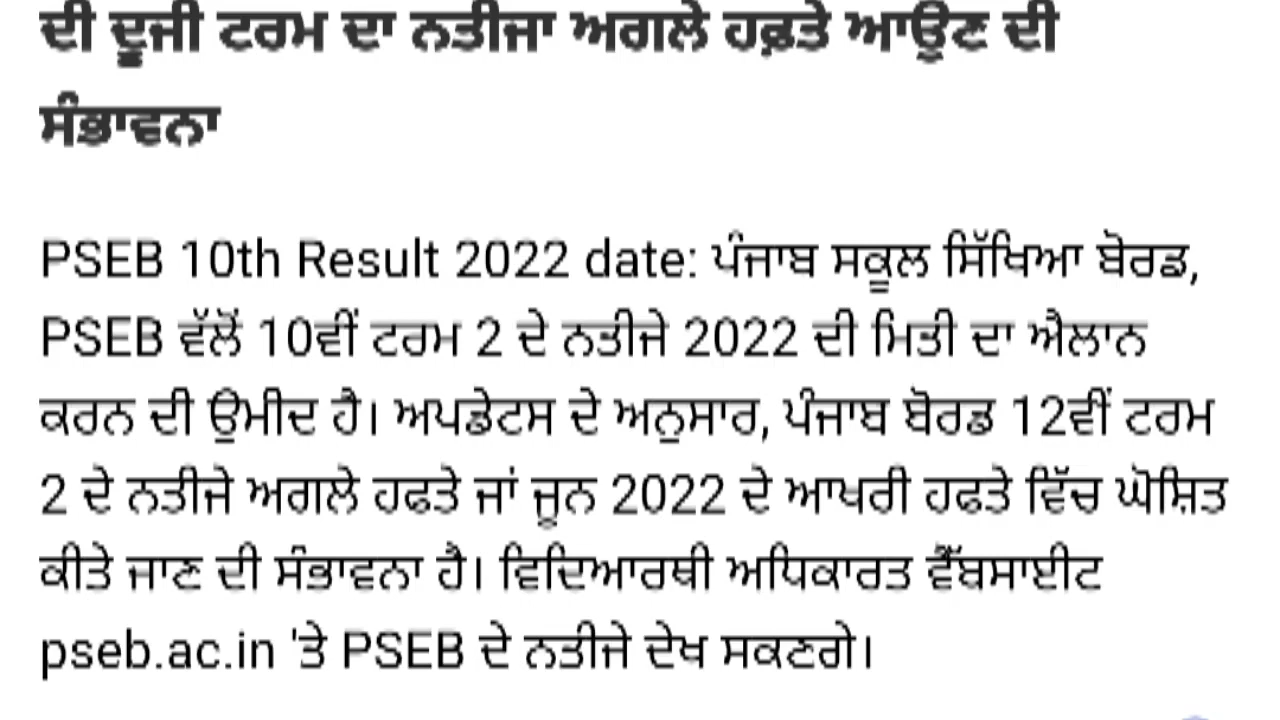 ਦੀ ਦੂਜੀ ਟਰਮ ਦਾ ਨਤੀਜਾ ਅਗਲੇ ਹਫ਼ਤੇ ਆਉਣ ਦੀ
ਸੰਭਾਵਨਾ
PSEB 10th Result 2022 date: ਪੰਜਾਬ ਸਕੂਲ ਸਿੱਖਿਆ ਬੋਰਡ,
PSEB ਵੱਲੋਂ 10ਵੀਂ ਟਰਮ 2 ਦੇ ਨਤੀਜੇ 2022 ਦੀ ਮਿਤੀ ਦਾ ਐਲਾਨ
ਕਰਨ ਦੀ ਉਮੀਦ ਹੈ। ਅਪਡੇਟਸ ਦੇ ਅਨੁਸਾਰ, ਪੰਜਾਬ ਬੋਰਡ 12ਵੀਂ ਟਰਮ
2 ਦੇ ਨਤੀਜੇ ਅਗਲੇ ਹਫਤੇ ਜਾਂ ਜੂਨ 2022 ਦੇ ਆਖਰੀ ਹਫਤੇ ਵਿੱਚ ਘੋਸ਼ਿਤ
ਕੀਤੇ ਜਾਣ ਦੀ ਸੰਭਾਵਨਾ ਹੈ। ਵਿਦਿਆਰਥੀ ਅਧਿਕਾਰਤ ਵੈੱਬਸਾਈਟ
pseb.ac.in 'ਤੇ PSEB ਦੇ ਨਤੀਜੇ ਦੇਖ ਸਕਣਗੇ।